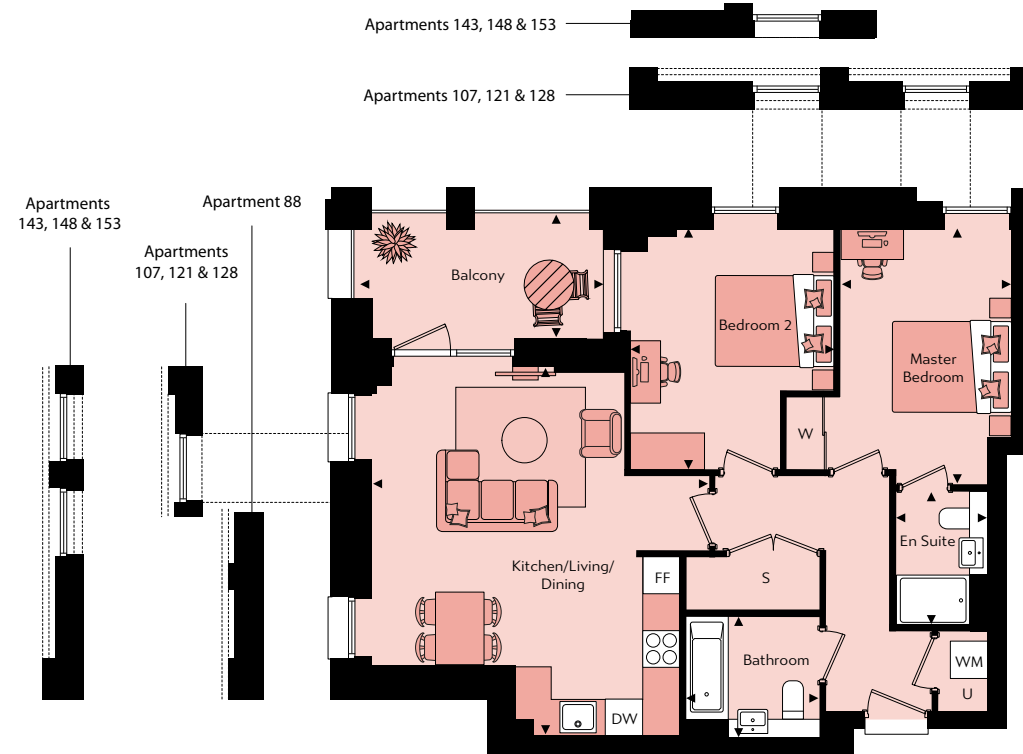 Apartments 143, 148 & 153
Apartments 107, 121 & 128
Apartments
143, 148 & 153
Apartment 88
Apartments
107, 121 & 128
Balcony
Bedroom 2
Master
Bedroom
W
En Suite
Kitchen/Living/
Dining
FF
S
Bathroom
WM
U
DW